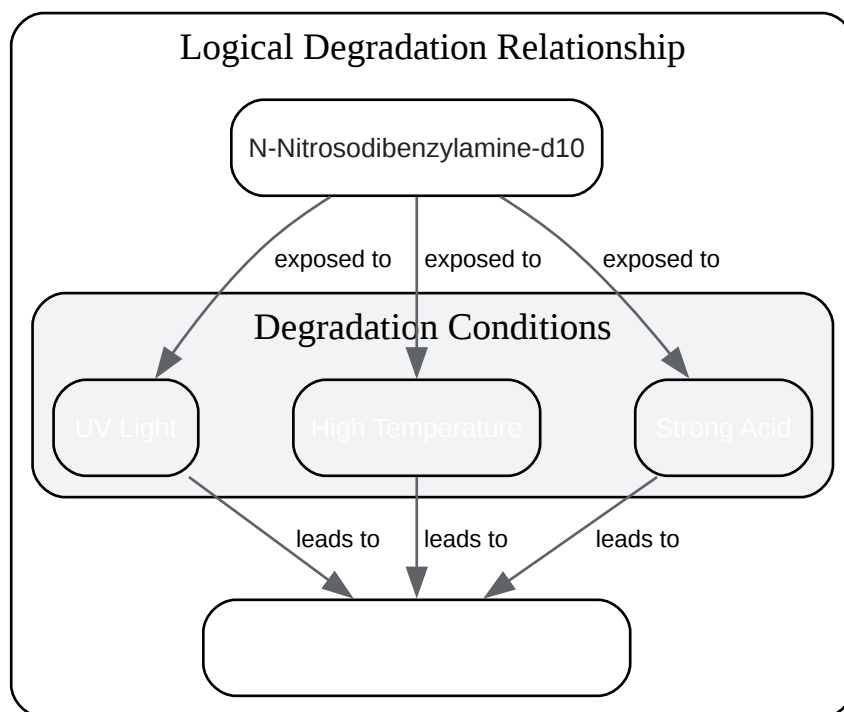 Logical Degradation Relationship
N-Nitrosodibenzylamine-d10
exposed to exposed to exposed to
Degradation Conditions
UV Light High Temperature Strong Acid
leads to leads to leads to